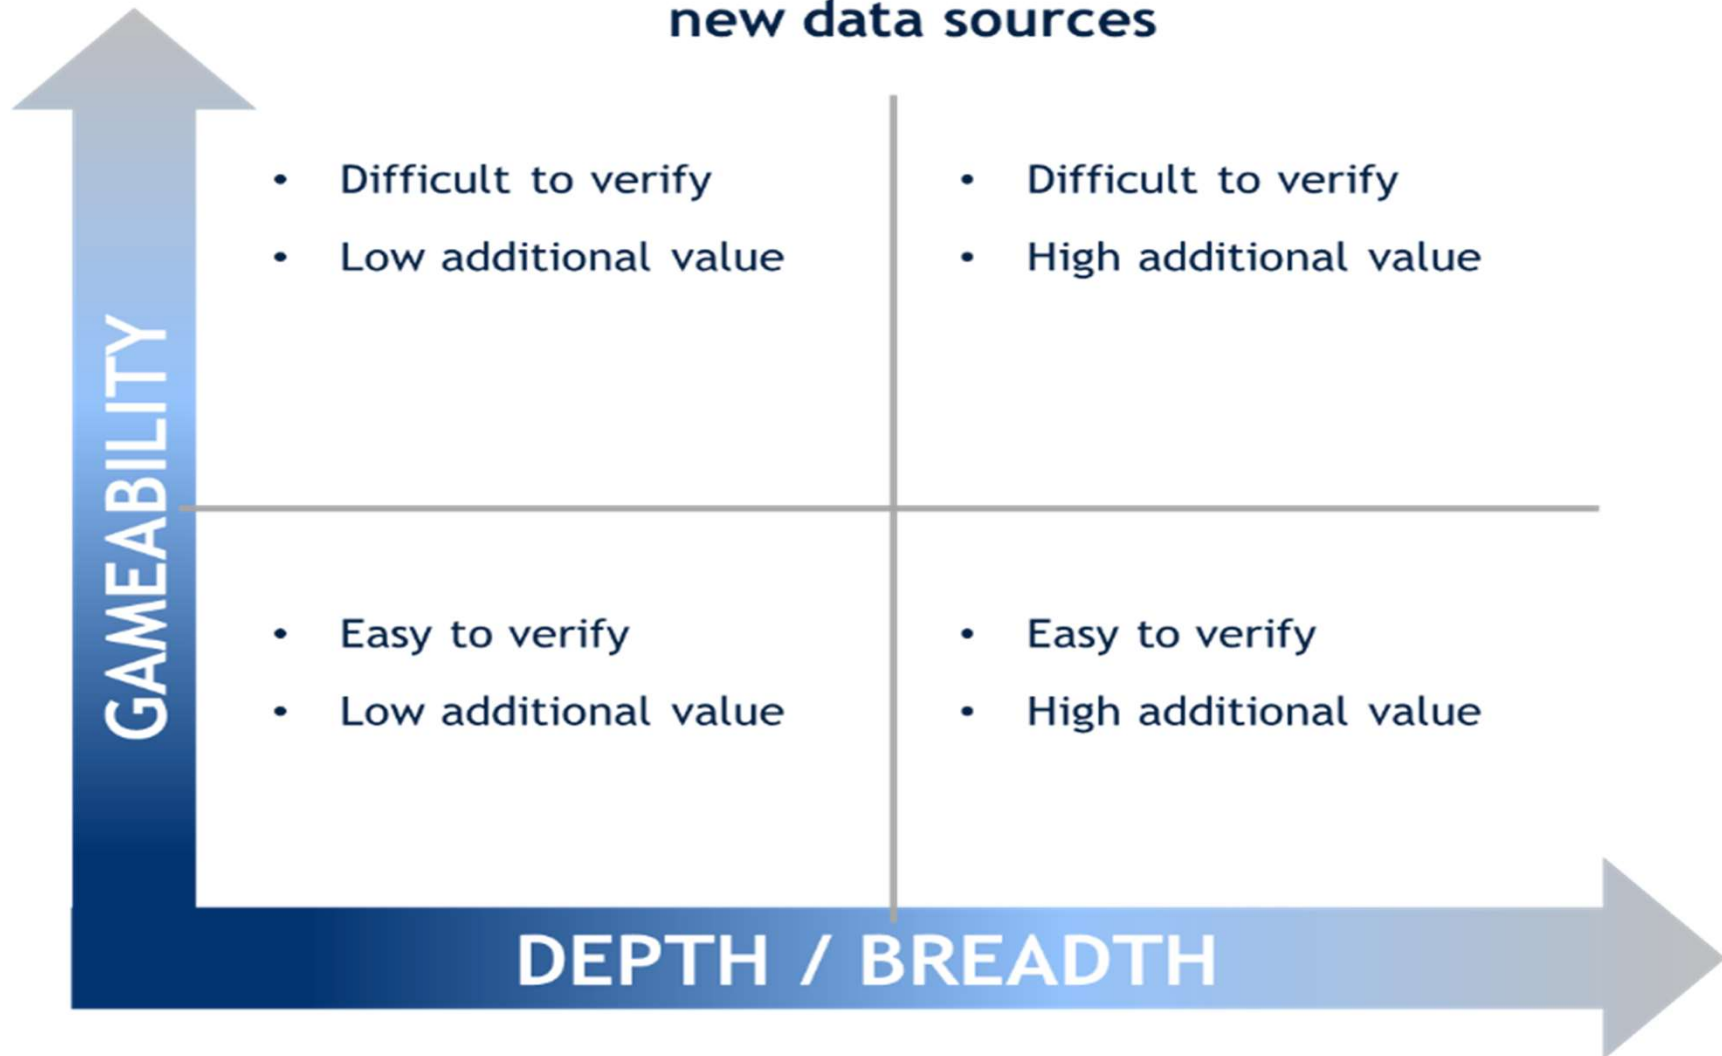 new data sources
• Difficult to verify
• Low additional value
• Difficult to verify
• High additional value
GAMEABILITY
• Easy to verify
• Low additional value
• Easy to verify
• High additional value
DEPTH / BREADTH